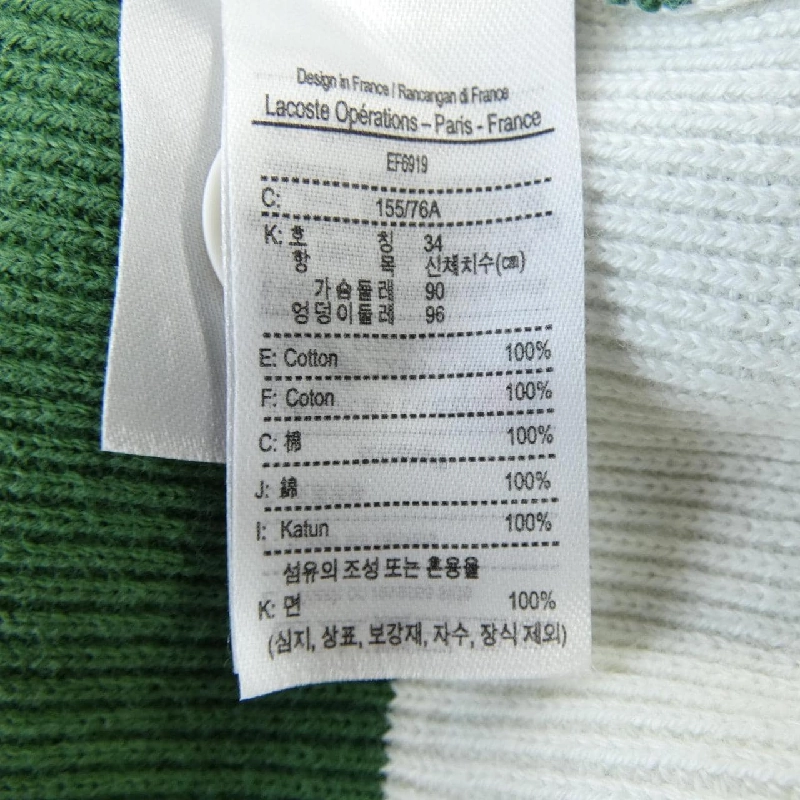 Design in France / Rancangan di France
Lacoste Opérations – Paris - France
EF6919
C: 155/76A
K: 호 칭 34
항 목 신체치수(㎝)
가슴둘레 90
엉덩이둘레 96
E: Cotton 100%
F: Coton 100%
C: 棉 100%
J: 綿 100%
I: Katun 100%
섬유의 조성 또는 혼용율
K: 면 100%
(심지, 상표, 보강재, 자수, 장식 제외)